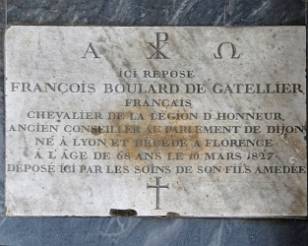 Α ☧ Ω
ICI REPOSE
FRANÇOIS BOULARD DE GATELLIER
FRANÇAIS
CHEVALIER DE LA LÉGION D'HONNEUR
ANCIEN CONSEILLER AU PARLEMENT DE DIJON
NÉ À LYON ET DÉCÉDÉ À FLORENCE
À L'ÂGE DE 68 ANS LE 10 MARS 1827
DÉPOSÉ ICI PAR LES SOINS DE SON FILS AMEDÉE